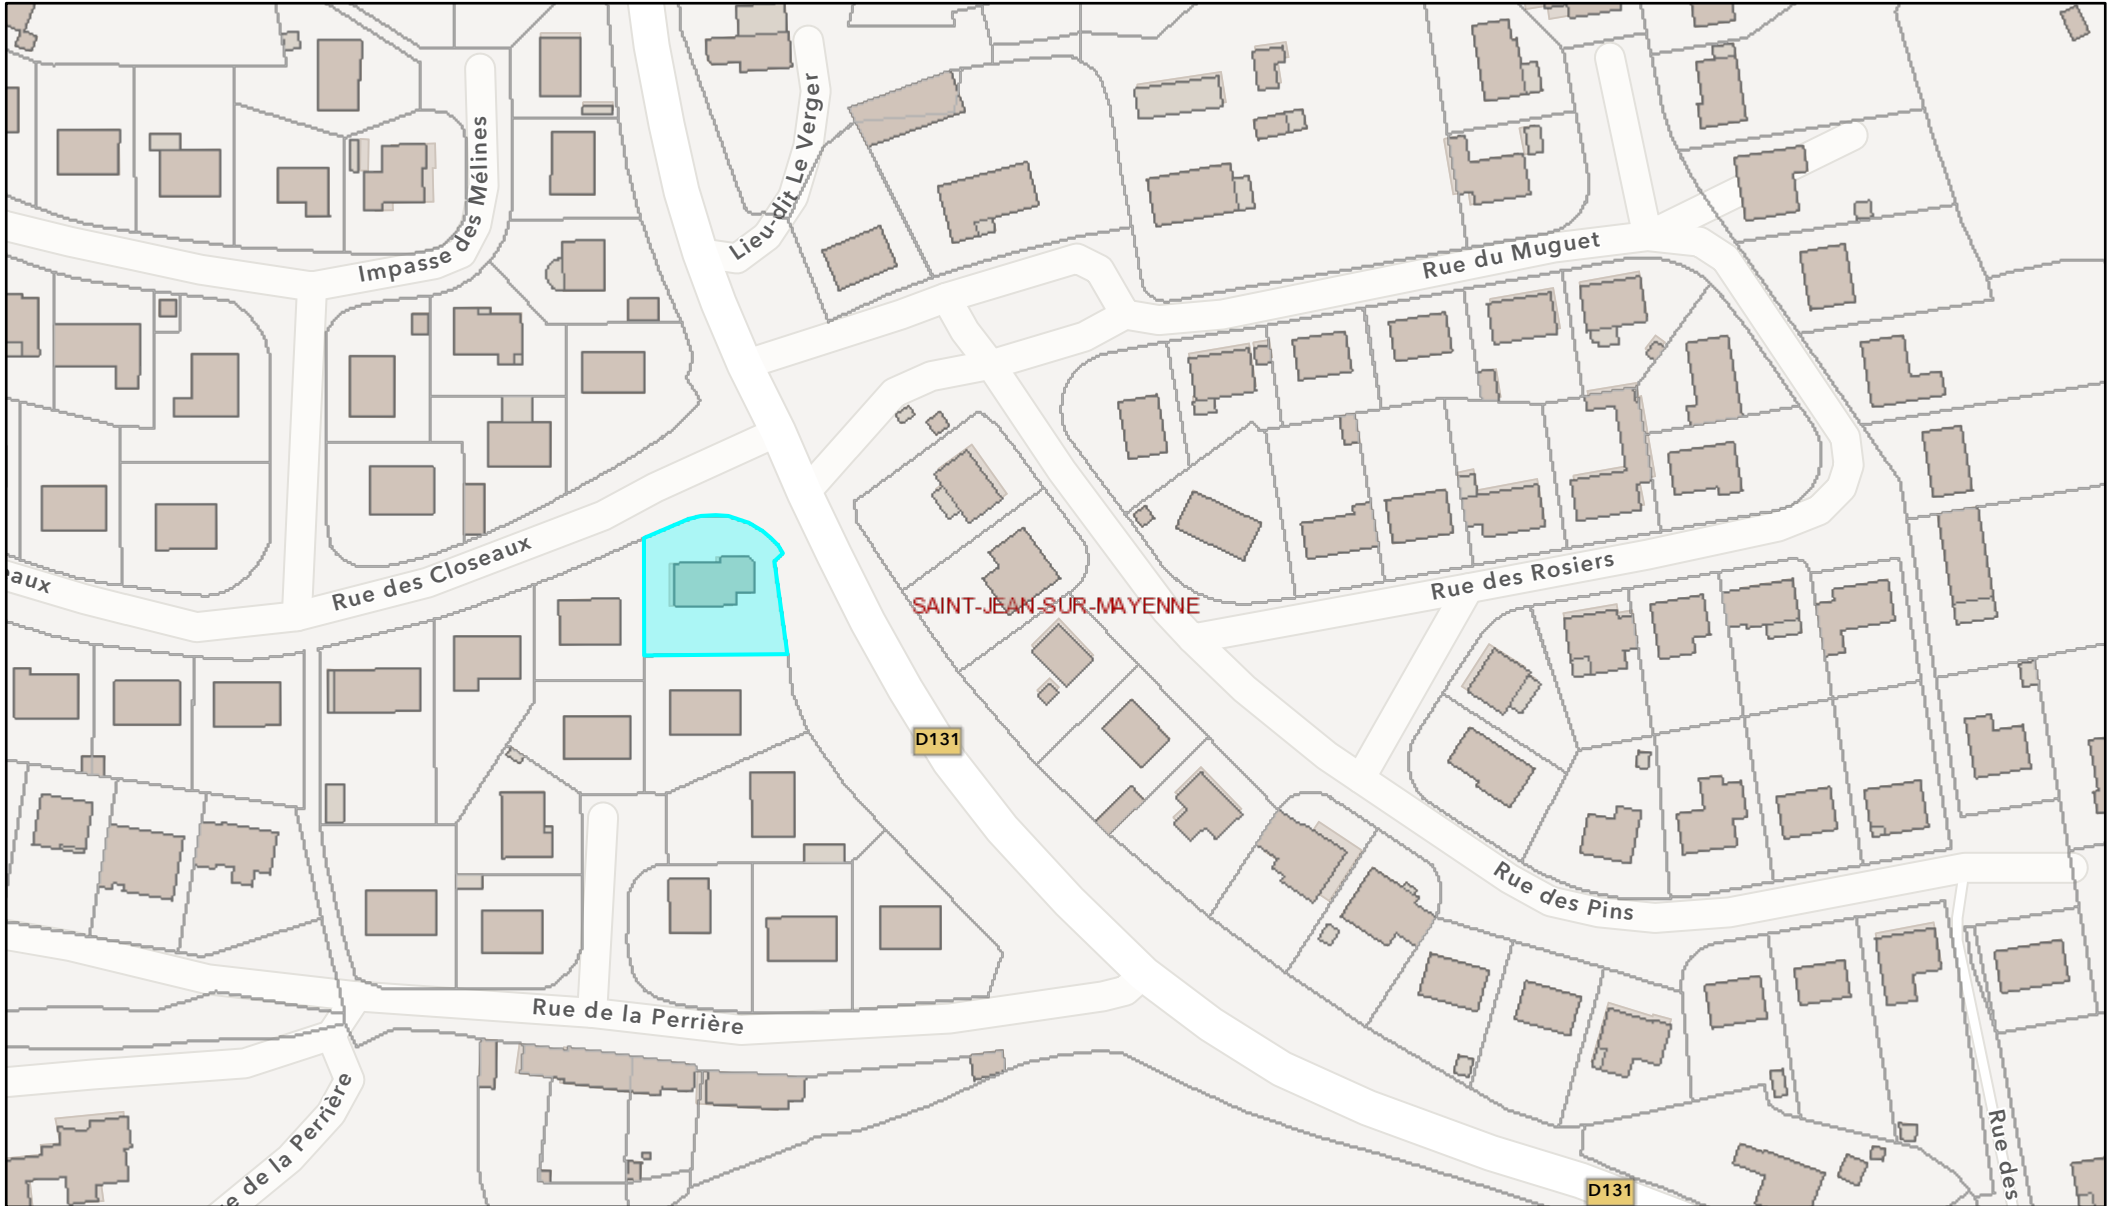 Impasse des Mélines
Lieu-dit Le Verger
Rue du Muguet
Rue des Closeaux
eaux
Rue des Rosiers
SAINT-JEAN-SUR-MAYENNE
D131
Rue des Pins
Rue de la Perrière
e de la Perrière
Rue des
D131